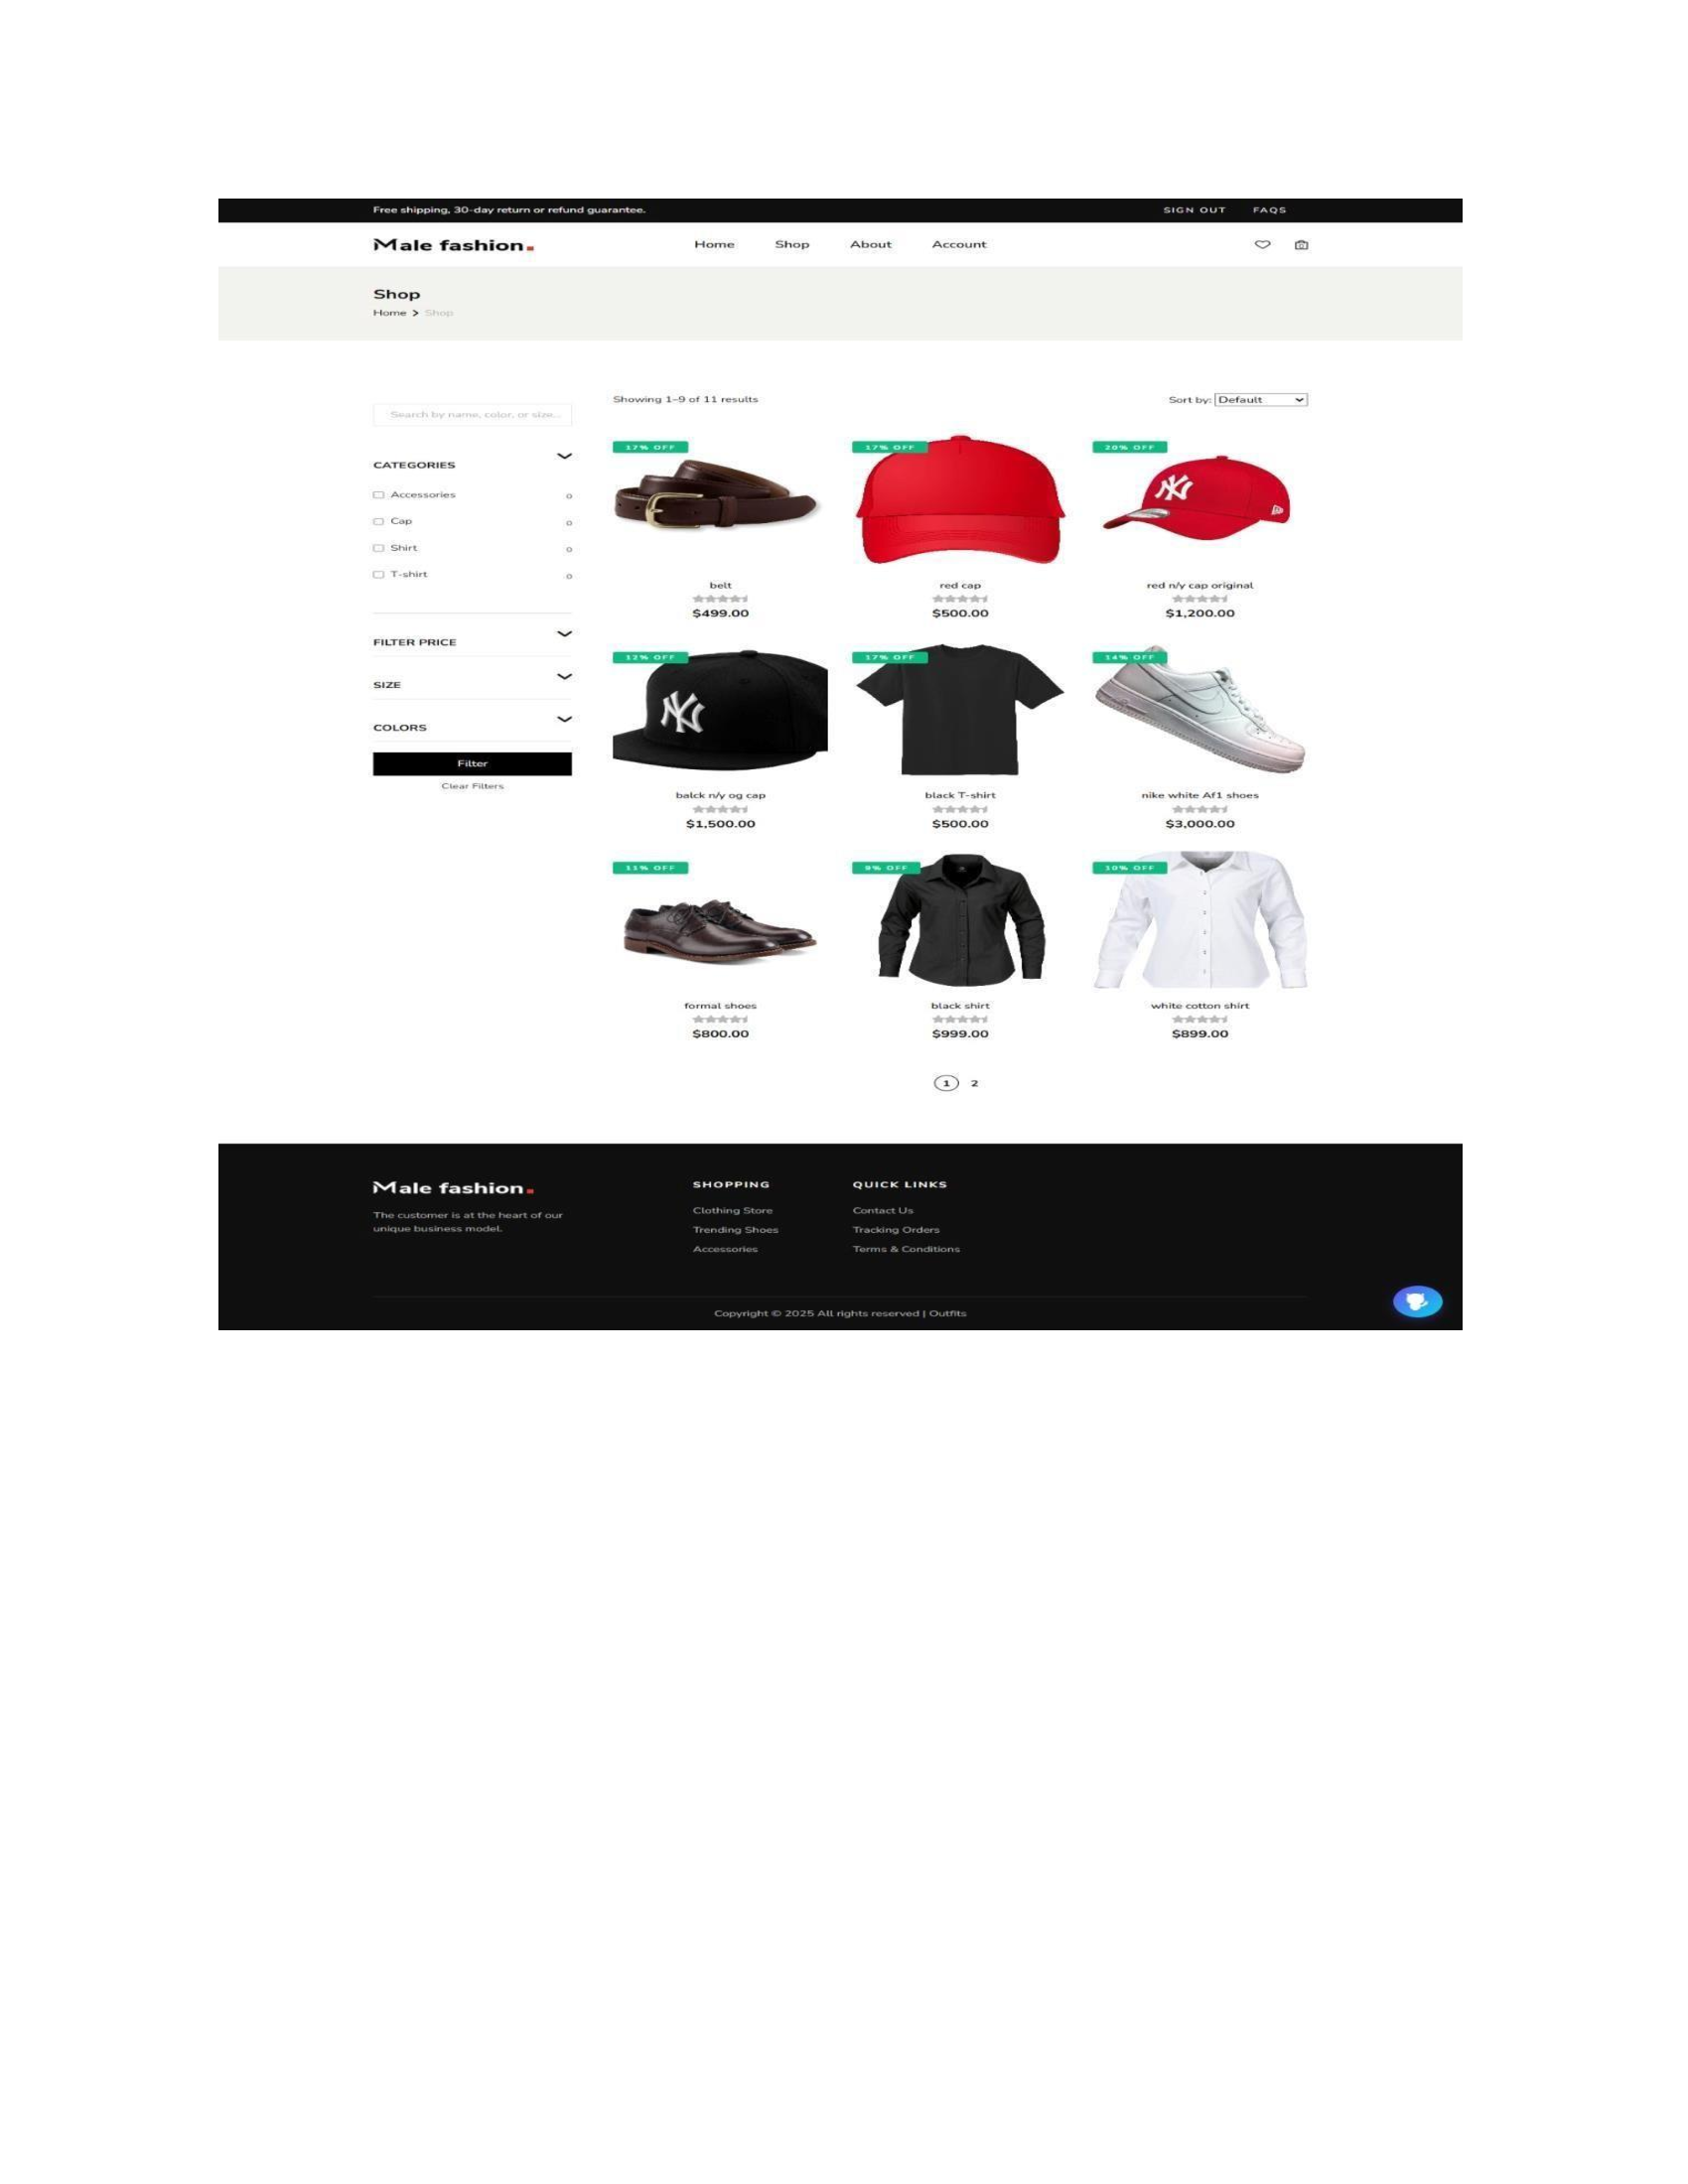 Free shipping, 30-day return or refund guarantee.
SIGN OUT FAQS
Male fashion.
Home Shop About Account
0
Shop
Home > Shop
Search by name, color, or size...
CATEGORIES
Accessories 0
Cap 0
Shirt 0
T-shirt 0
FILTER PRICE
SIZE
COLORS
Filter
Clear Filters
Showing 1–9 of 11 results
Sort by: Default
17% OFF
belt
$499.00
17% OFF
red cap
$500.00
20% OFF
NY
red n/y cap original
$1,200.00
12% OFF
NY
balck n/y og cap
$1,500.00
17% OFF
black T-shirt
$500.00
14% OFF
nike white Af1 shoes
$3,000.00
11% OFF
formal shoes
$800.00
9% OFF
black shirt
$999.00
10% OFF
white cotton shirt
$899.00
1 2
Male fashion.
The customer is at the heart of our
unique business model.
SHOPPING
Clothing Store
Trending Shoes
Accessories
QUICK LINKS
Contact Us
Tracking Orders
Terms & Conditions
Copyright © 2025 All rights reserved | Outfits